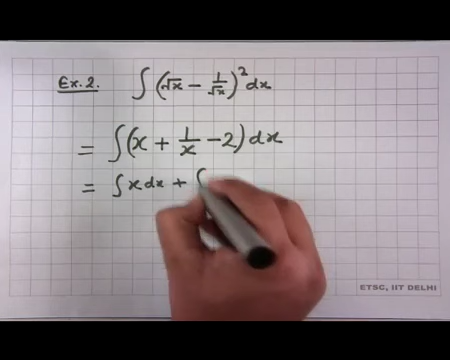 Ex.2. ∫(√x − 1/√x)² dx
= ∫(x + 1/x − 2) dx
= ∫x dx + ∫
ETSC, IIT DELHI